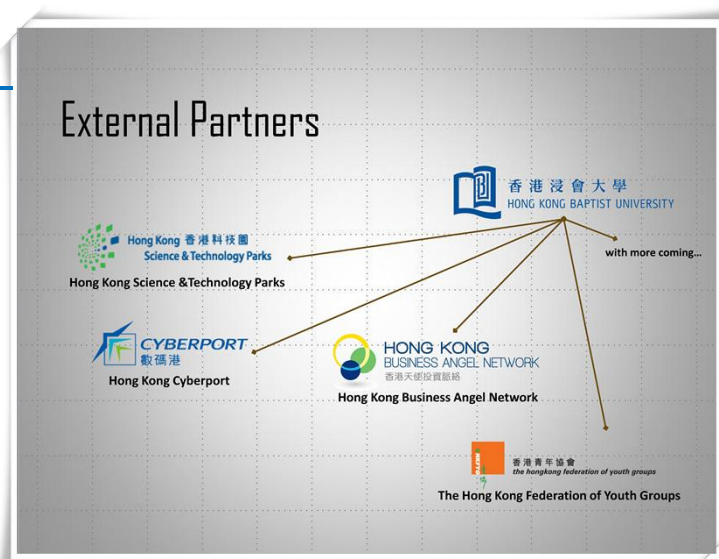 External Partners
香港浸會大學
HONG KONG BAPTIST UNIVERSITY
with more coming...
Hong Kong 香港科技園
Science & Technology Parks
Hong Kong Science &Technology Parks
CYBERPORT
數碼港
Hong Kong Cyberport
HONG KONG
BUSINESS ANGEL NETWORK
香港天使投資脈絡
Hong Kong Business Angel Network
香港青年協會
the hongkong federation of youth groups
The Hong Kong Federation of Youth Groups